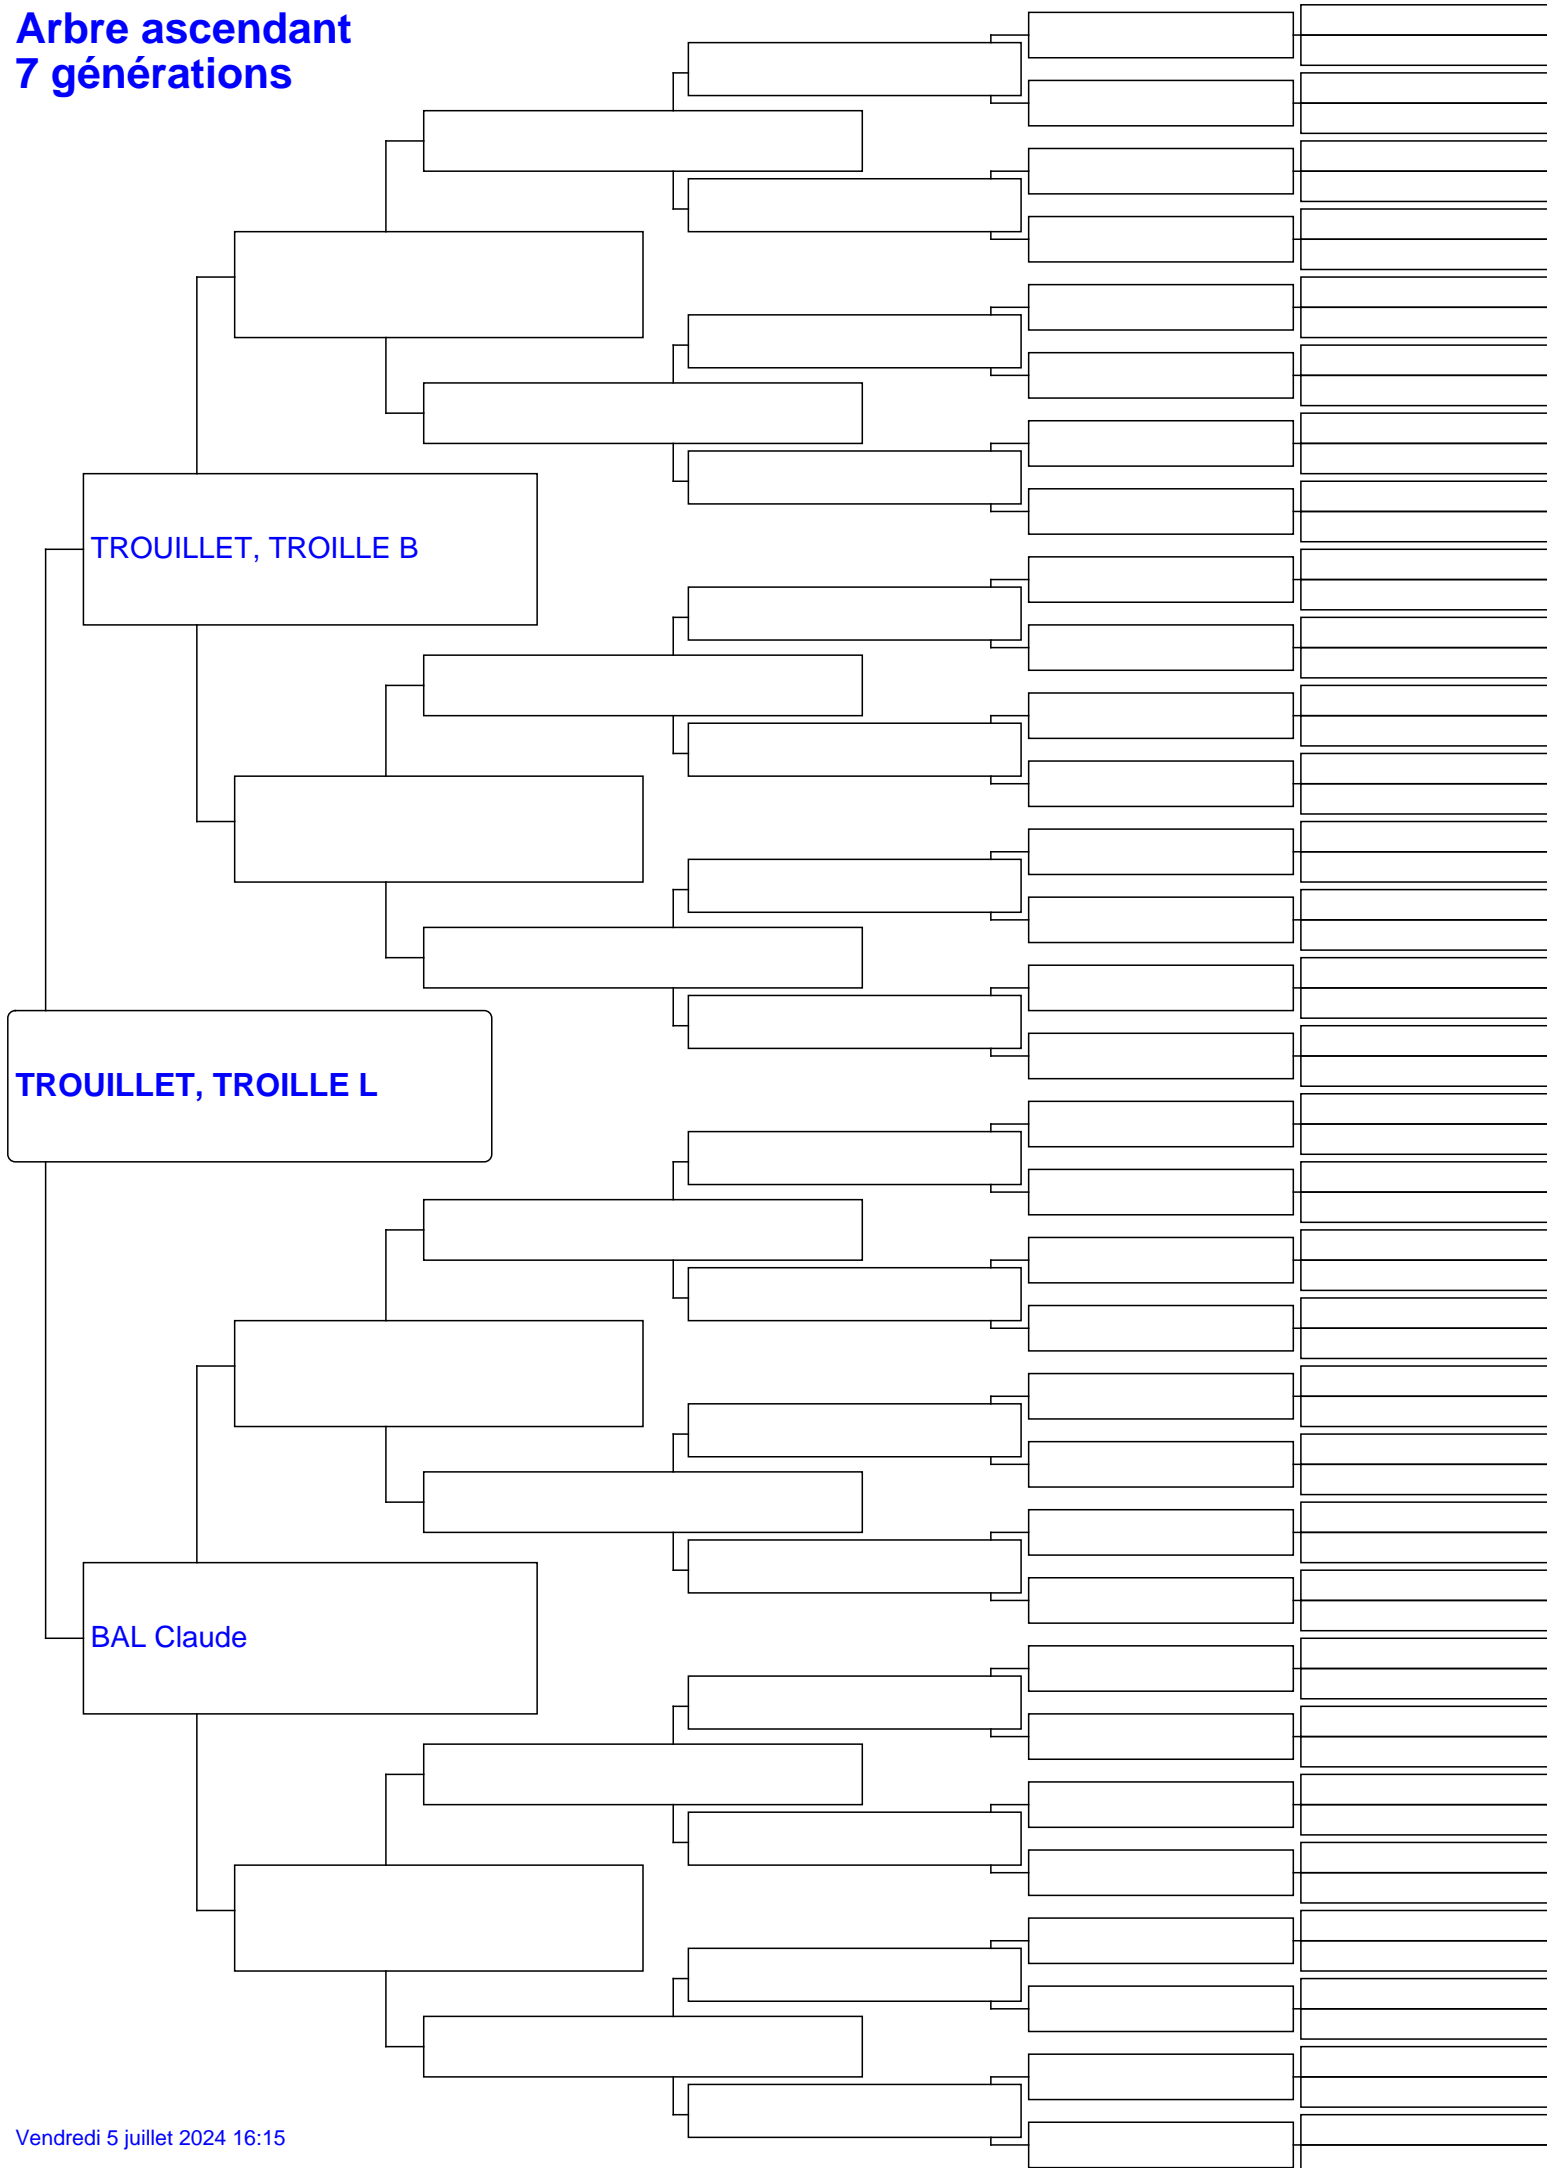 Arbre ascendant
7 générations
TROUILLET, TROILLE B
TROUILLET, TROILLE L
BAL Claude
Vendredi 5 juillet 2024 16:15